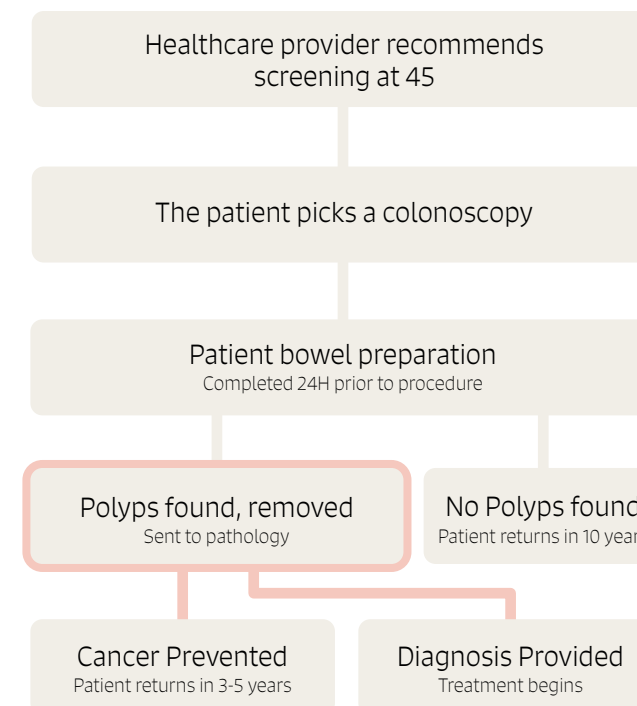 Healthcare provider recommends
screening at 45
The patient picks a colonoscopy
Patient bowel preparation
Completed 24H prior to procedure
Polyps found, removed
Sent to pathology
No Polyps found
Patient returns in 10 year
Cancer Prevented
Patient returns in 3-5 years
Diagnosis Provided
Treatment begins